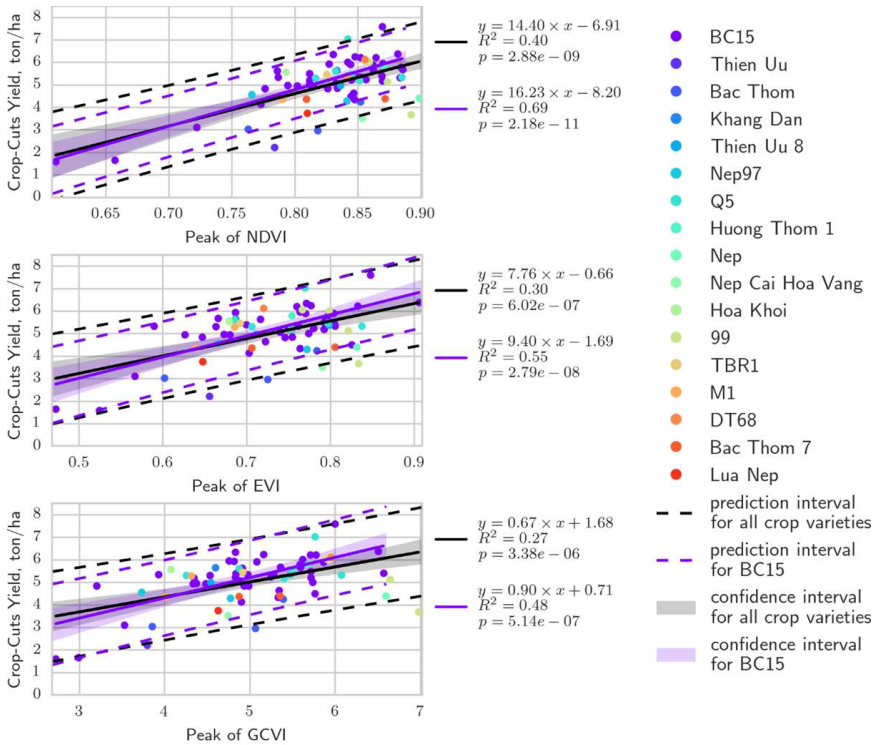 8
7
6
5
4
3
2
1
0
Crop-Cuts Yield, ton/ha
0.65 0.70 0.75 0.80 0.85 0.90
Peak of NDVI
y = 14.40 × x − 6.91
R² = 0.40
p = 2.88e − 09
y = 16.23 × x − 8.20
R² = 0.69
p = 2.18e − 11
8
7
6
5
4
3
2
1
0
Crop-Cuts Yield, ton/ha
0.5 0.6 0.7 0.8 0.9
Peak of EVI
y = 7.76 × x − 0.66
R² = 0.30
p = 6.02e − 07
y = 9.40 × x − 1.69
R² = 0.55
p = 2.79e − 08
8
7
6
5
4
3
2
1
0
Crop-Cuts Yield, ton/ha
3 4 5 6 7
Peak of GCVI
y = 0.67 × x + 1.68
R² = 0.27
p = 3.38e − 06
y = 0.90 × x + 0.71
R² = 0.48
p = 5.14e − 07
BC15
Thien Uu
Bac Thom
Khang Dan
Thien Uu 8
Nep97
Q5
Huong Thom 1
Nep
Nep Cai Hoa Vang
Hoa Khoi
99
TBR1
M1
DT68
Bac Thom 7
Lua Nep
prediction interval
for all crop varieties
prediction interval
for BC15
confidence interval
for all crop varieties
confidence interval
for BC15